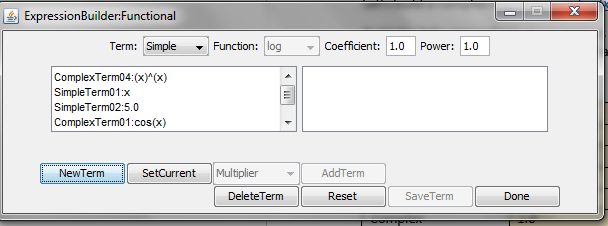 ExpressionBuilder:Functional
Term: Simple Function: log Coefficient: 1.0 Power: 1.0
ComplexTerm04:(x)^(x)
SimpleTerm01:x
SimpleTerm02:5.0
ComplexTerm01:cos(x)
NewTerm SetCurrent Multiplier AddTerm
DeleteTerm Reset SaveTerm Done
Complex 1.0